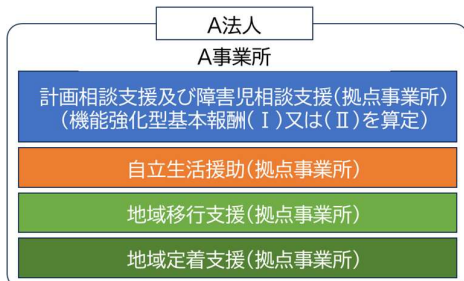 A法人
A事業所
計画相談支援及び障害児相談支援(拠点事業所)
(機能強化型基本報酬(Ⅰ)又は(Ⅱ)を算定)
自立生活援助(拠点事業所)
地域移行支援(拠点事業所)
地域定着支援(拠点事業所)